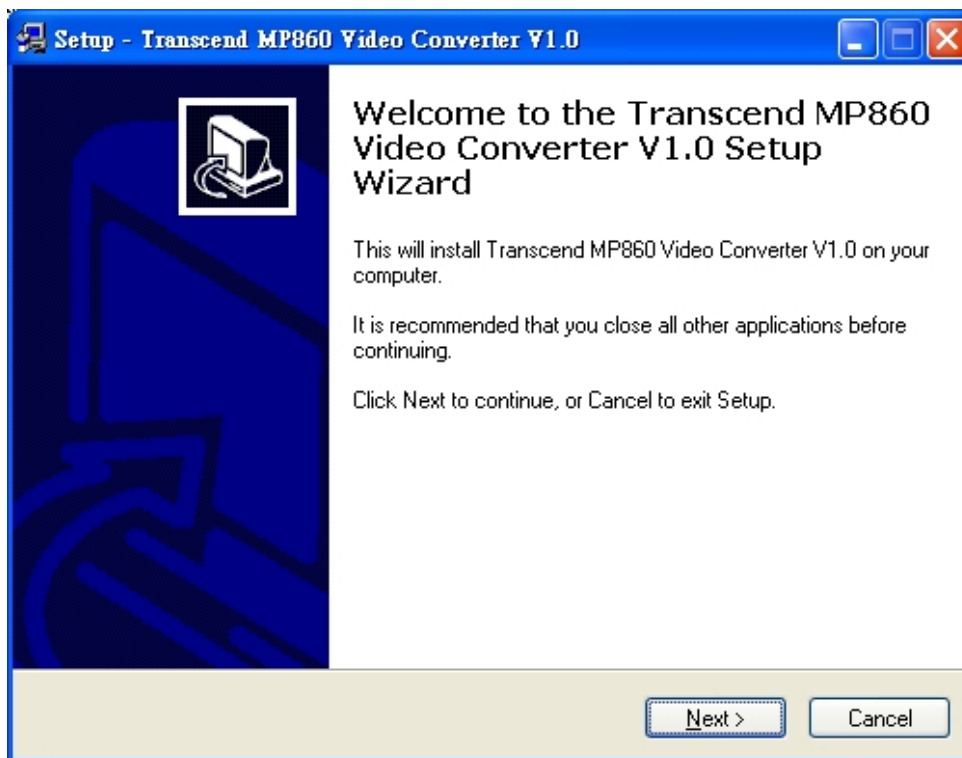 Setup - Transcend MP860 Video Converter V1.0
Welcome to the Transcend MP860
Video Converter V1.0 Setup
Wizard
This will install Transcend MP860 Video Converter V1.0 on your
computer.
It is recommended that you close all other applications before
continuing.
Click Next to continue, or Cancel to exit Setup.
Next >
Cancel